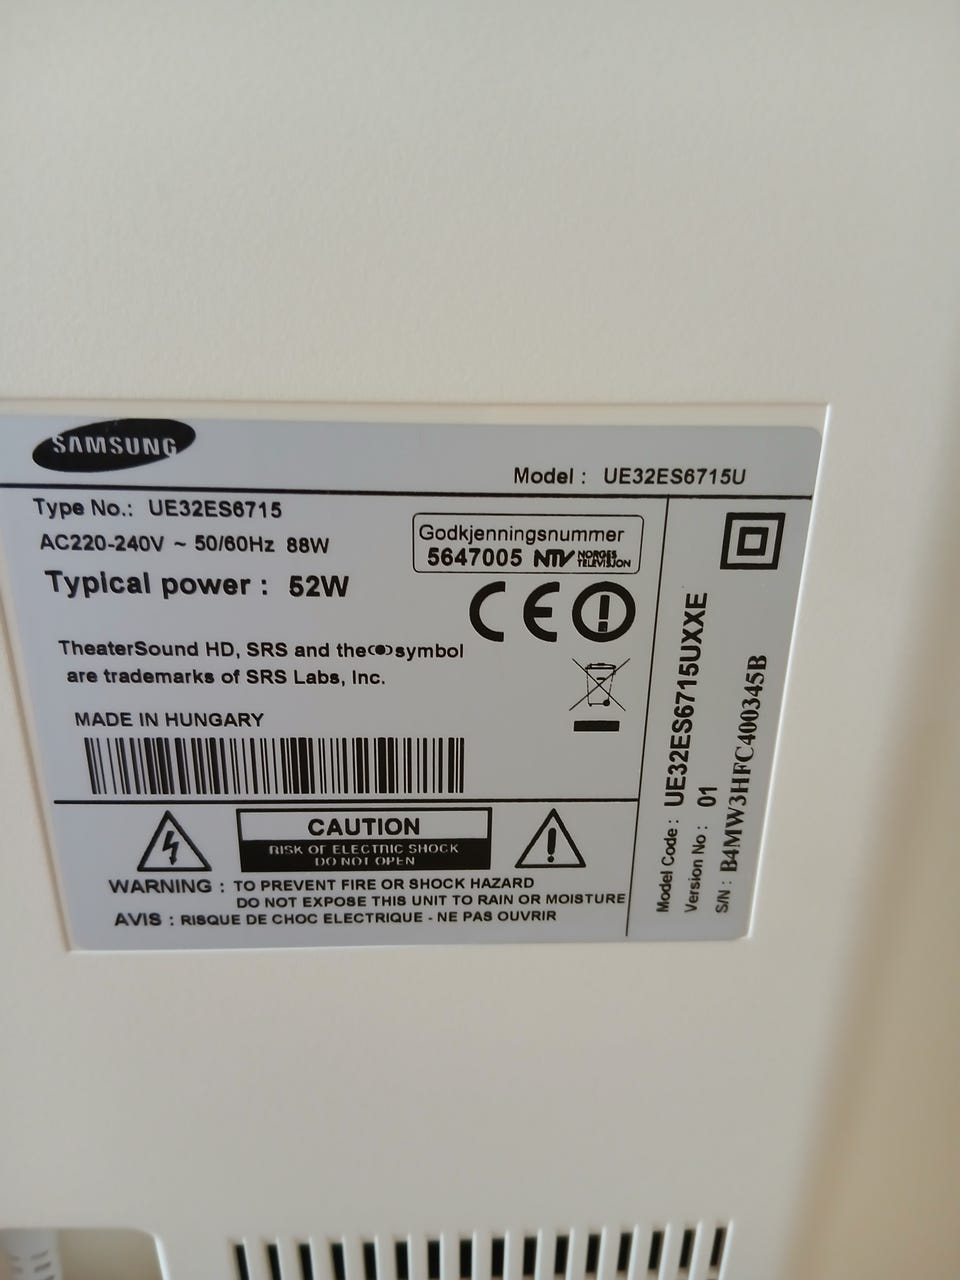 SAMSUNG
Model : UE32ES6715U
Type No.: UE32ES6715
AC220-240V ~ 50/60Hz 88W
Typical power : 52W
Godkjenningsnummer
5647005 NTV NORGES TELEVISJON
CE
TheaterSound HD, SRS and the symbol
are trademarks of SRS Labs, Inc.
MADE IN HUNGARY
CAUTION
RISK OF ELECTRIC SHOCK
DO NOT OPEN
WARNING : TO PREVENT FIRE OR SHOCK HAZARD
DO NOT EXPOSE THIS UNIT TO RAIN OR MOISTURE
AVIS : RISQUE DE CHOC ELECTRIQUE - NE PAS OUVRIR
Model Code : UE32ES6715UXXE
Version No : 01
S/N : B4MW3HFC400345B